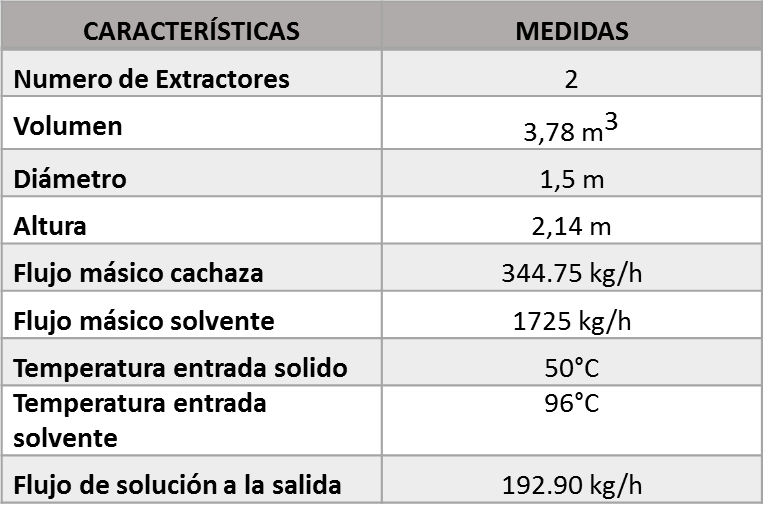 CARACTERÍSTICAS MEDIDAS
Numero de Extractores 2
Volumen 3,78 m3
Diámetro 1,5 m
Altura 2,14 m
Flujo másico cachaza 344.75 kg/h
Flujo másico solvente 1725 kg/h
Temperatura entrada solido 50°C
Temperatura entrada 96°C
solvente
Flujo de solución a la salida 192.90 kg/h